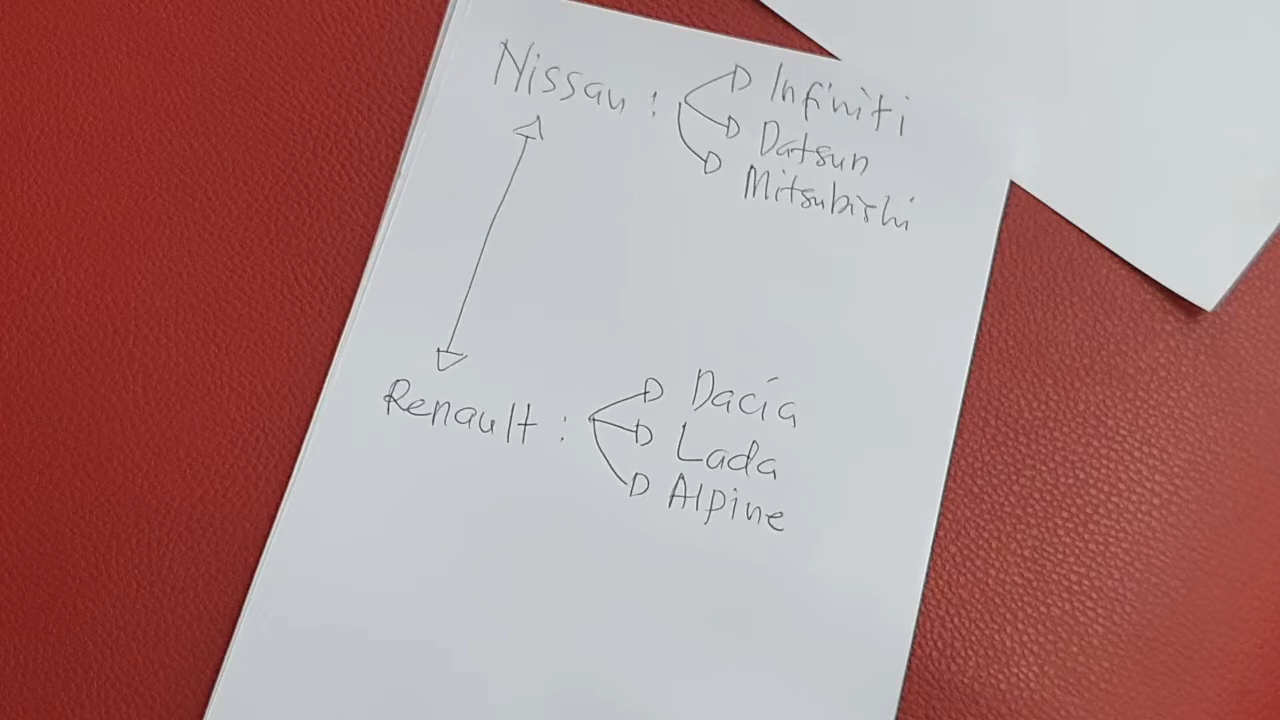 Nissan : Infiniti
Datsun
Mitsubishi
Renault : Dacia
Lada
Alpine